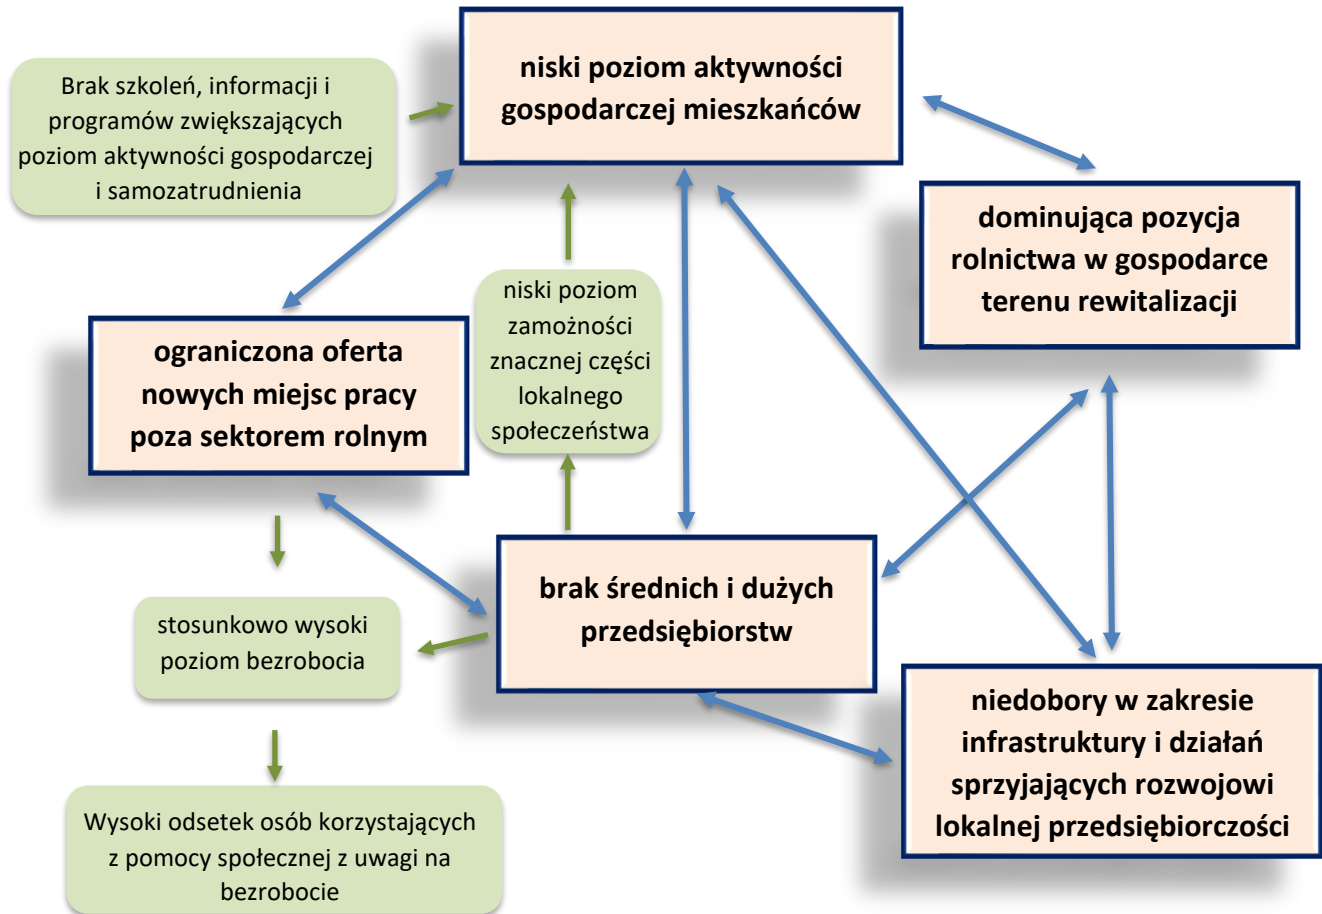 niski poziom aktywności
gospodarczej mieszkańców
Brak szkoleń, informacji i
programów zwiększających
poziom aktywności gospodarczej
i samozatrudnienia
dominująca pozycja
rolnictwa w gospodarce
terenu rewitalizacji
niski poziom
zamożności
znacznej części
lokalnego
społeczeństwa
ograniczona oferta
nowych miejsc pracy
poza sektorem rolnym
brak średnich i dużych
przedsiębiorstw
stosunkowo wysoki
poziom bezrobocia
niedobory w zakresie
infrastruktury i działań
sprzyjających rozwojowi
lokalnej przedsiębiorczości
Wysoki odsetek osób korzystających
z pomocy społecznej z uwagi na
bezrobocie